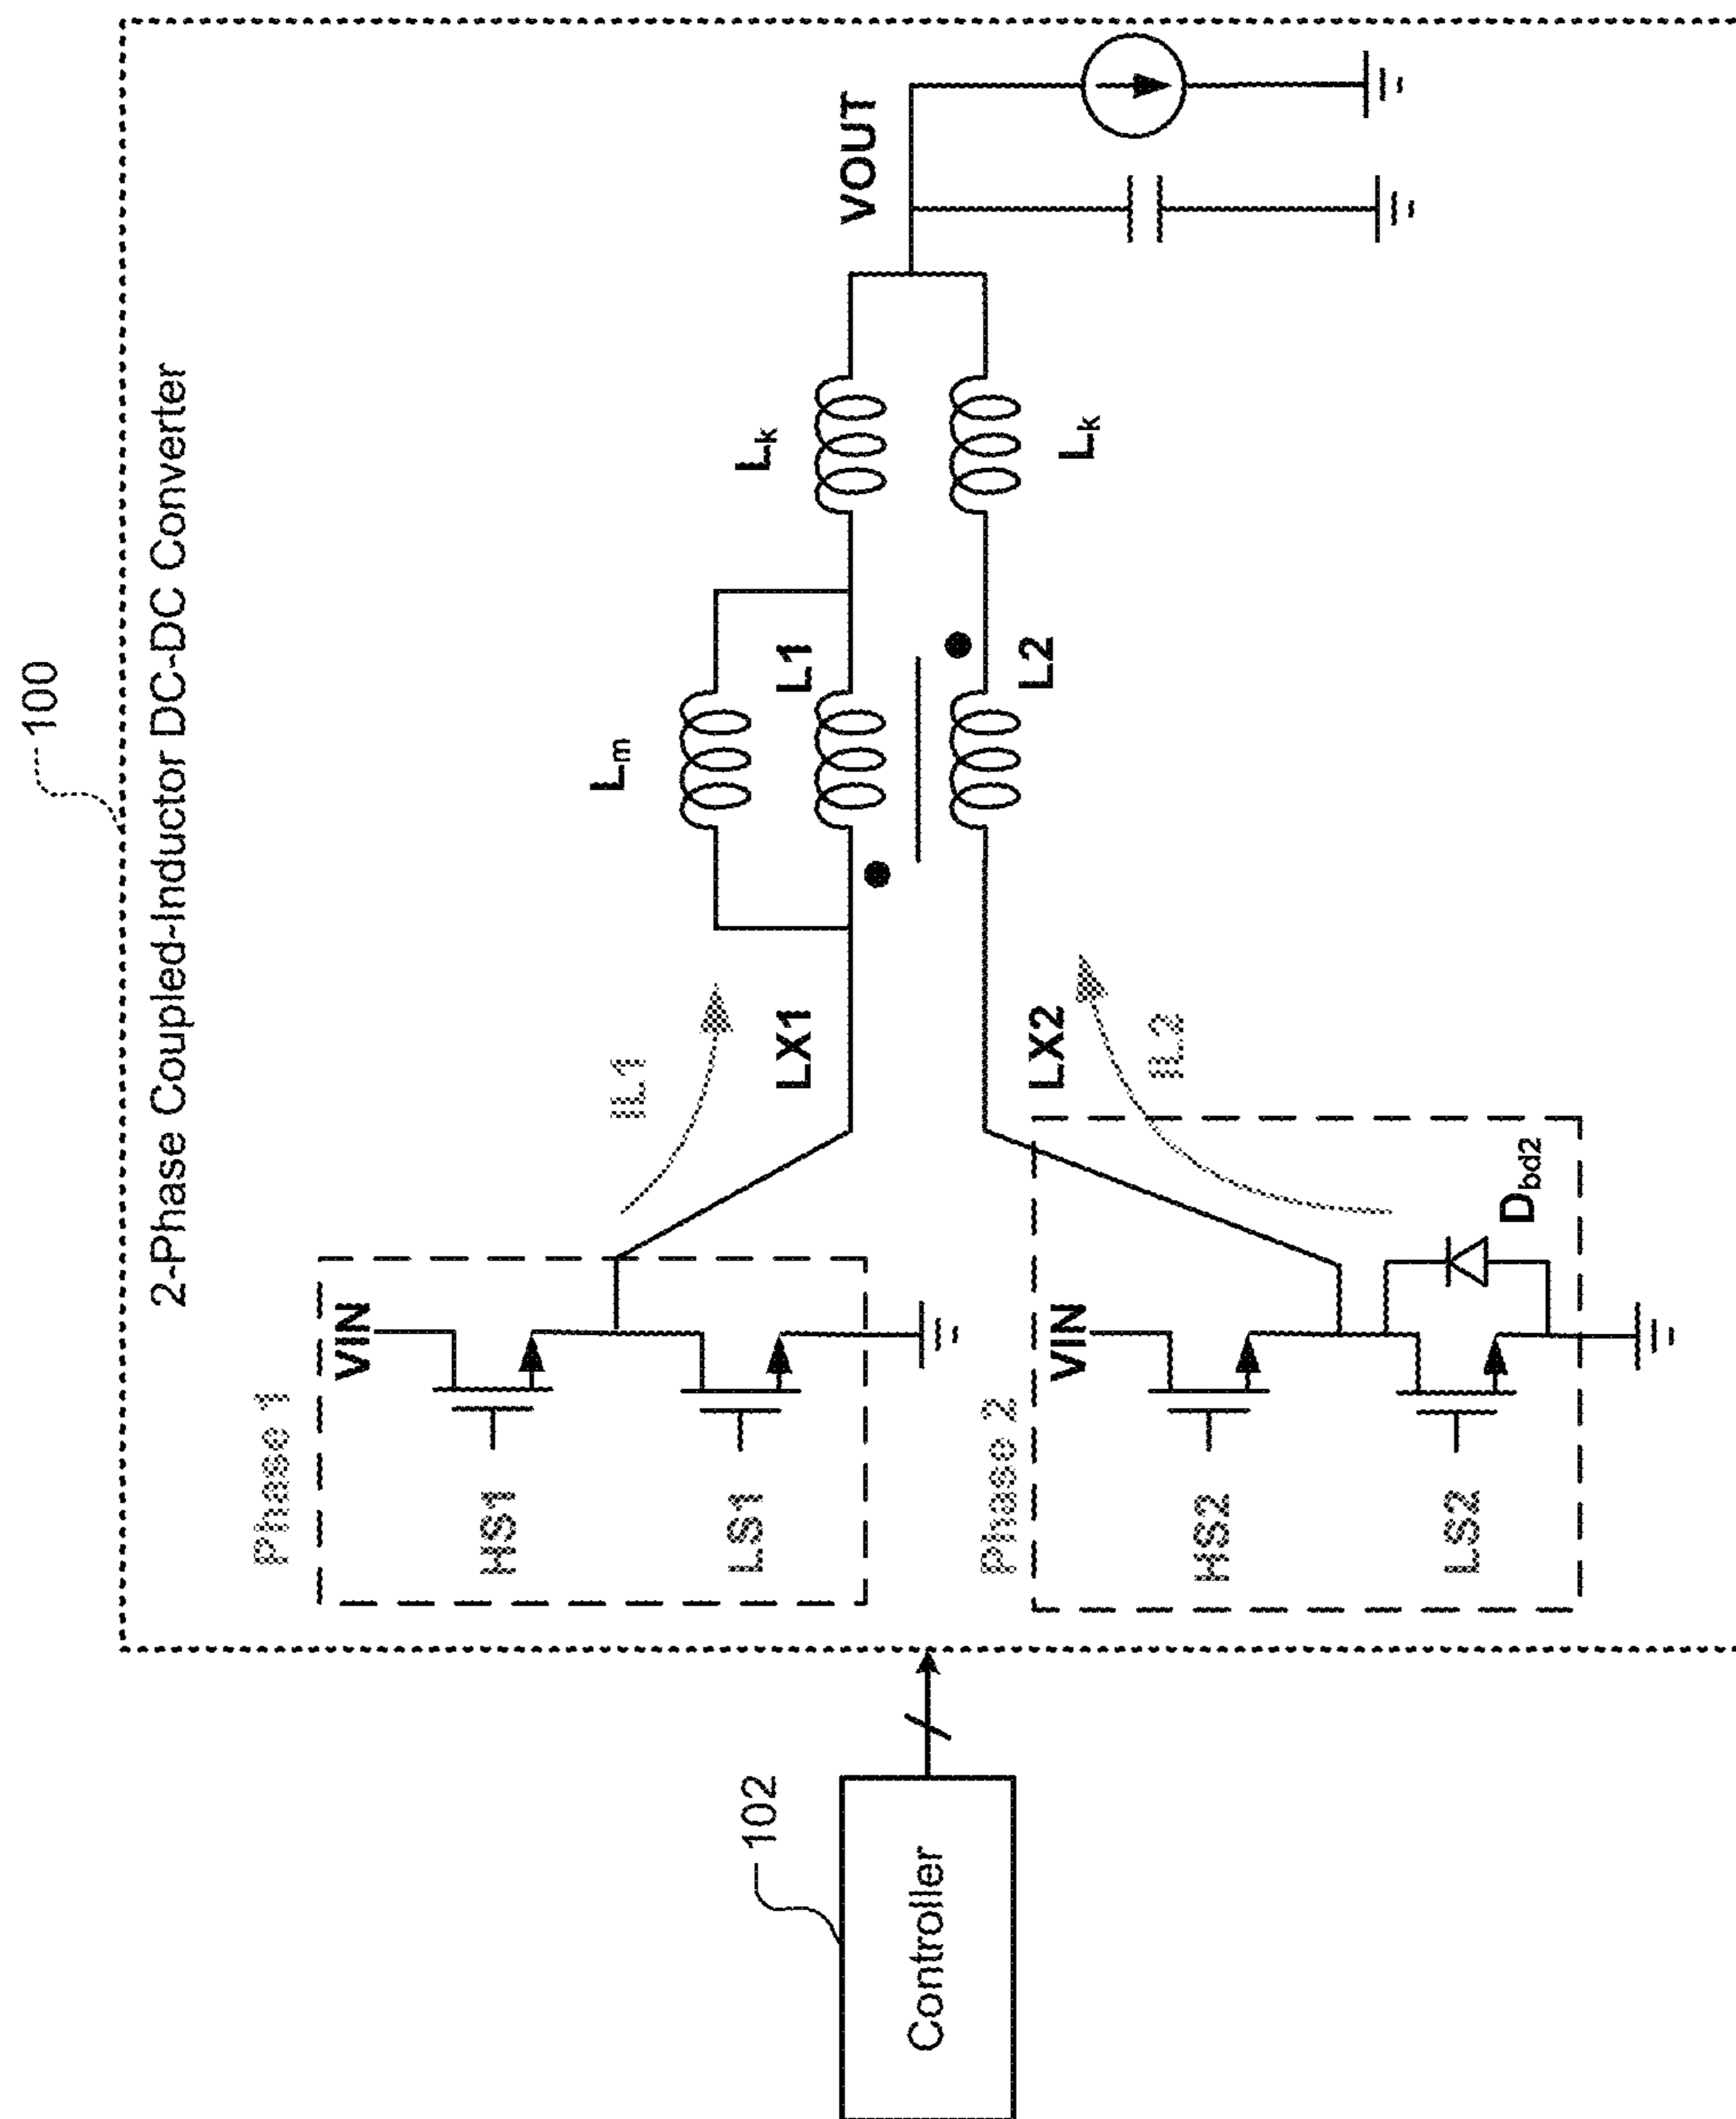 100
2-Phase Coupled-Inductor DC-DC Converter
Phase 1
VIN
HS1
LS1
IL1
LX1
Lm
L1
Lk
VOUT
102
Controller
Phase 2
VIN
HS2
LS2
Dbd2
IL2
LX2
L2
Lk